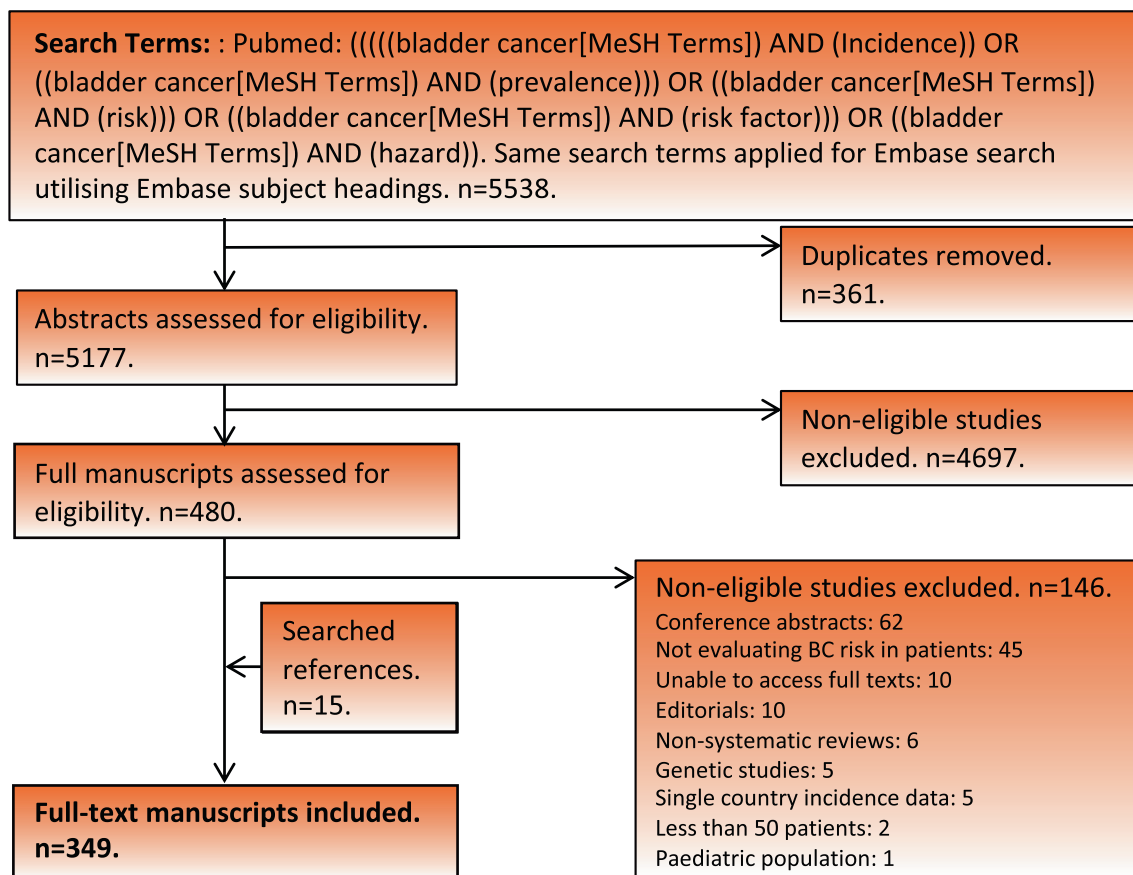 Search Terms: : Pubmed: (((((bladder cancer[MeSH Terms]) AND (Incidence)) OR
((bladder cancer[MeSH Terms]) AND (prevalence))) OR ((bladder cancer[MeSH Terms])
AND (risk))) OR ((bladder cancer[MeSH Terms]) AND (risk factor))) OR ((bladder
cancer[MeSH Terms]) AND (hazard)). Same search terms applied for Embase search
utilising Embase subject headings. n=5538.
Duplicates removed.
n=361.
Abstracts assessed for eligibility.
n=5177.
Non-eligible studies
excluded. n=4697.
Full manuscripts assessed for
eligibility. n=480.
Non-eligible studies excluded. n=146.
Conference abstracts: 62
Not evaluating BC risk in patients: 45
Unable to access full texts: 10
Editorials: 10
Non-systematic reviews: 6
Genetic studies: 5
Single country incidence data: 5
Less than 50 patients: 2
Paediatric population: 1
Searched
references.
n=15.
Full-text manuscripts included.
n=349.